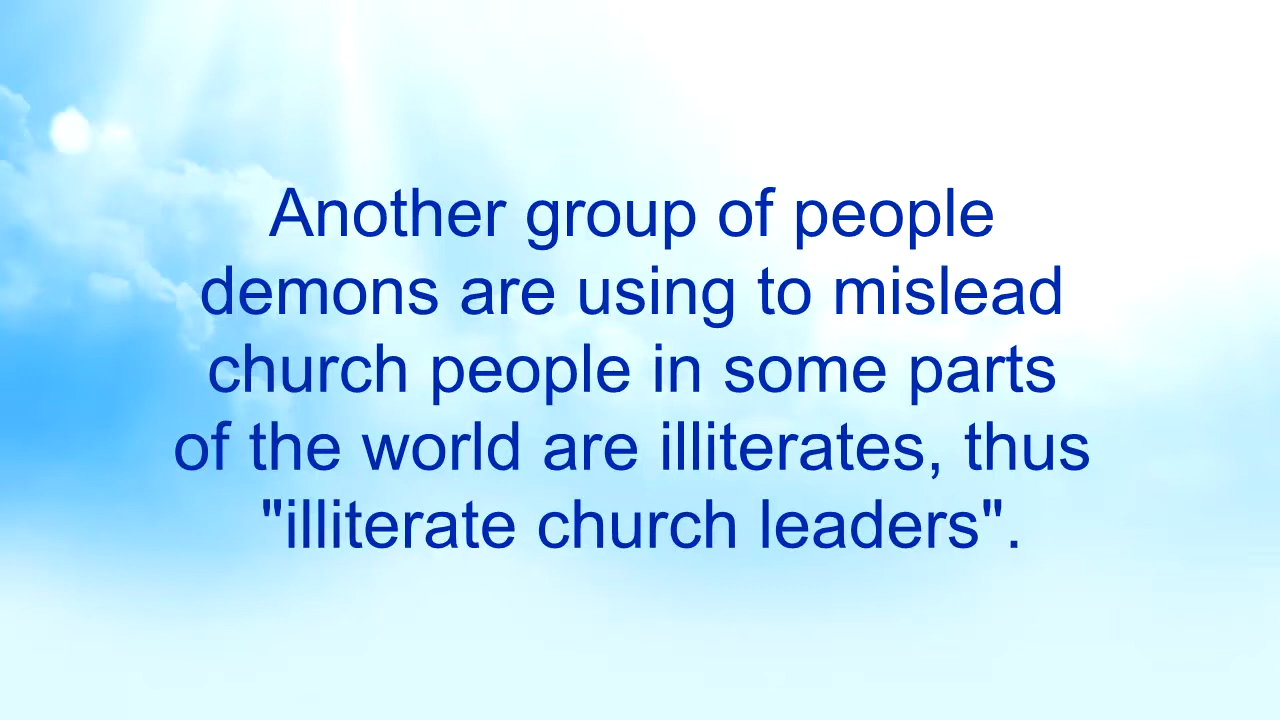 Another group of people
demons are using to mislead
church people in some parts
of the world are illiterates, thus
"illiterate church leaders".